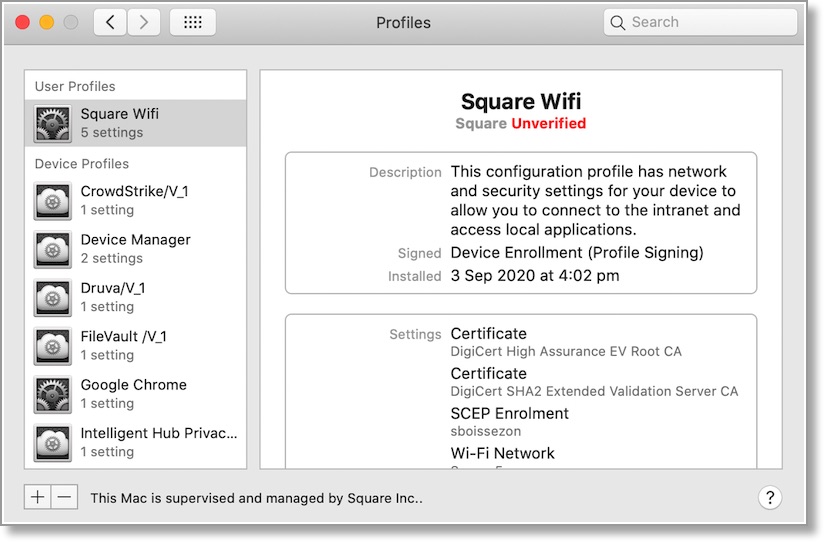 Profiles
Search
User Profiles
Square Wifi
5 settings
Device Profiles
CrowdStrike/V_1
1 setting
Device Manager
2 settings
Druva/V_1
1 setting
FileVault /V_1
1 setting
Google Chrome
1 setting
Intelligent Hub Privac...
1 setting
Square Wifi
Square Unverified
Description This configuration profile has network
and security settings for your device to
allow you to connect to the intranet and
access local applications.
Signed Device Enrollment (Profile Signing)
Installed 3 Sep 2020 at 4:02 pm
Settings Certificate
DigiCert High Assurance EV Root CA
Certificate
DigiCert SHA2 Extended Validation Server CA
SCEP Enrolment
sboissezon
Wi-Fi Network
+ −
This Mac is supervised and managed by Square Inc..
?